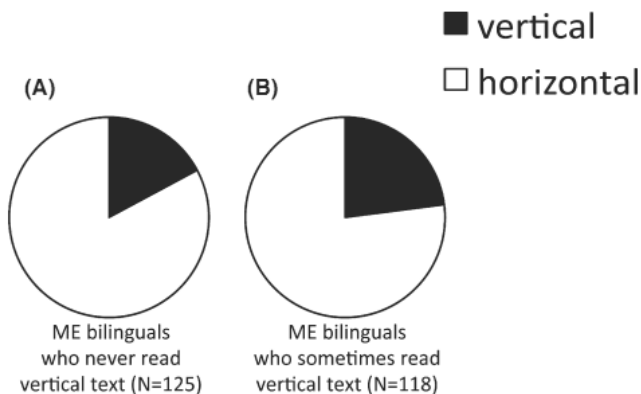 vertical
horizontal
(A)
(B)
ME bilinguals
who never read
vertical text (N=125)
ME bilinguals
who sometimes read
vertical text (N=118)